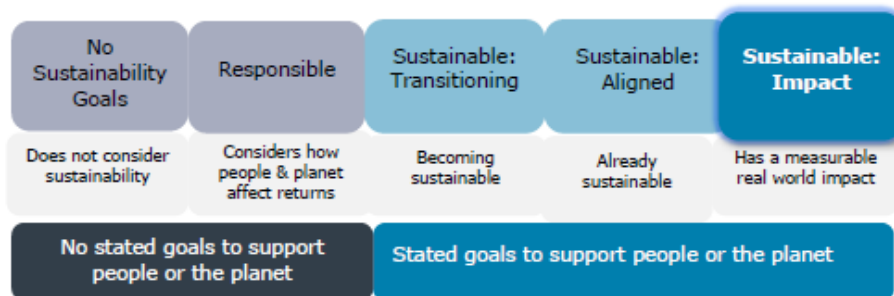 No
Sustainability
Goals
Responsible
Sustainable:
Transitioning
Sustainable:
Aligned
Sustainable:
Impact
Does not consider
sustainability
Considers how
people & planet
affect returns
Becoming
sustainable
Already
sustainable
Has a measurable
real world impact
No stated goals to support
people or the planet
Stated goals to support people or the planet